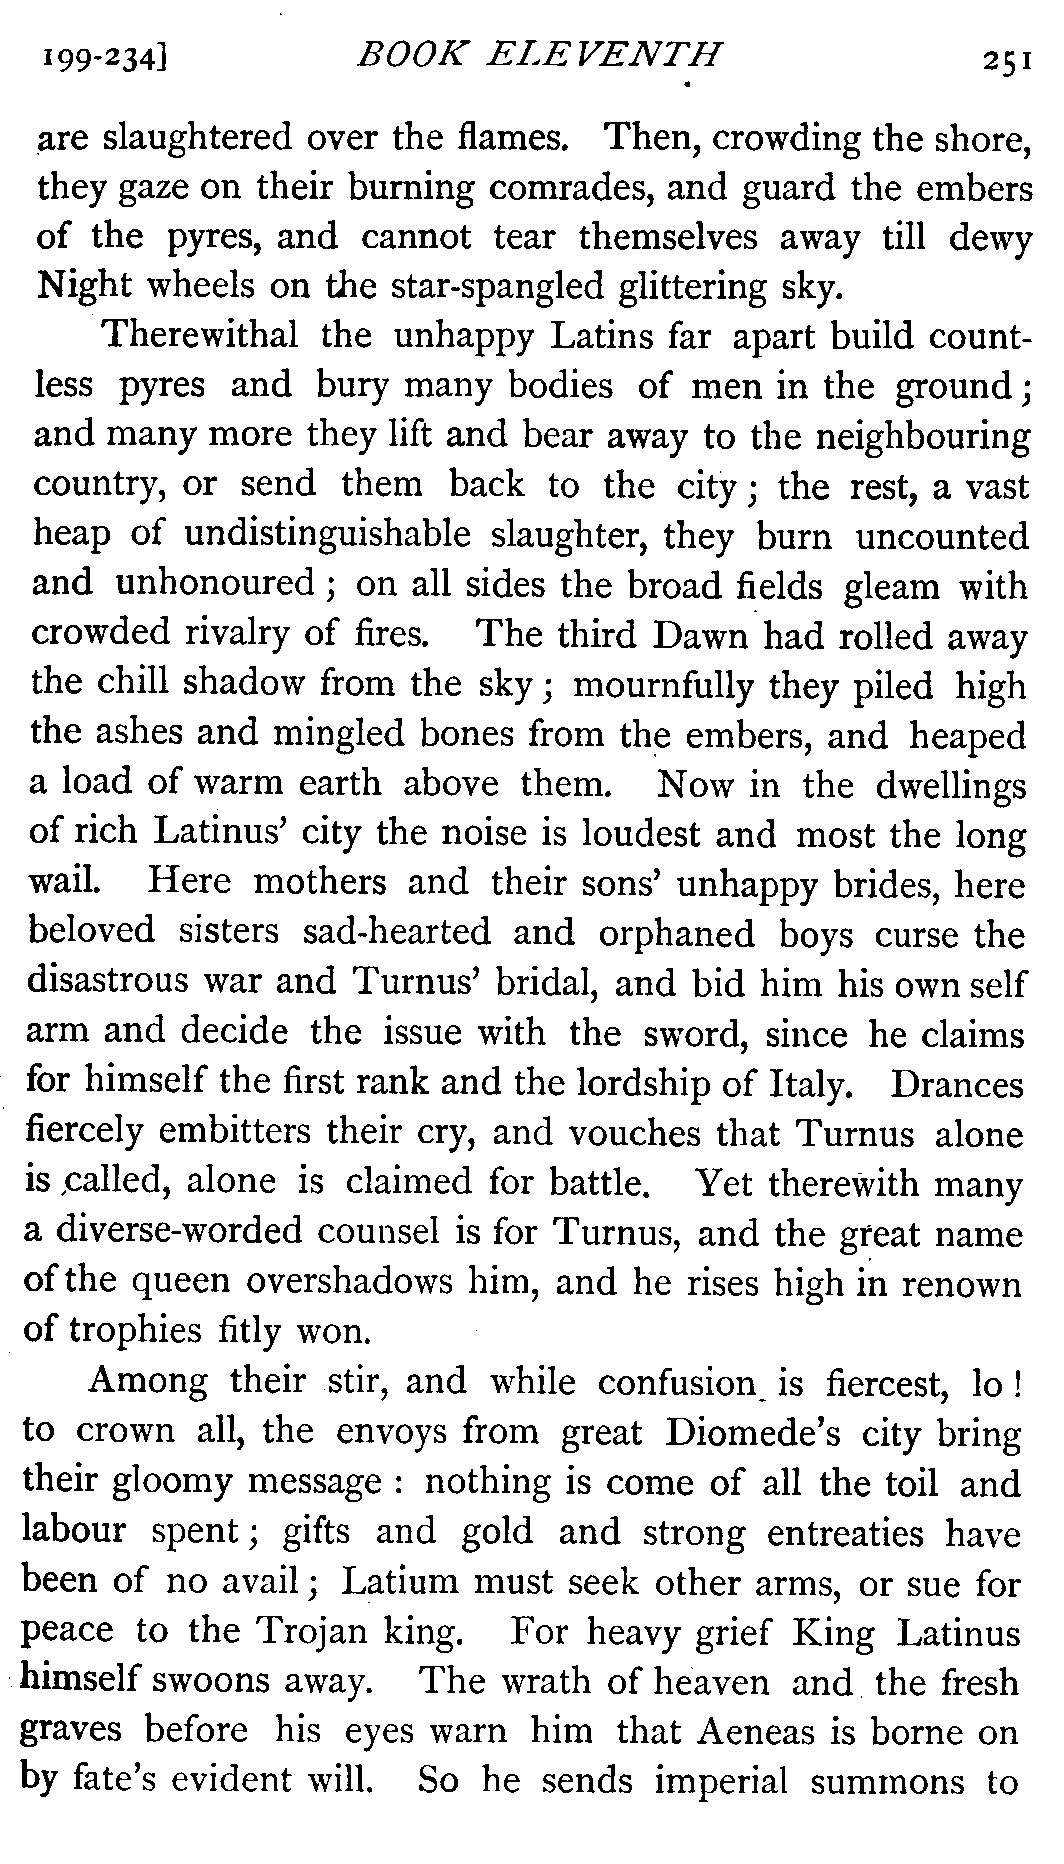 199-234] BOOK ELEVENTH 251
are slaughtered over the flames. Then, crowding the shore,
they gaze on their burning comrades, and guard the embers
of the pyres, and cannot tear themselves away till dewy
Night wheels on the star-spangled glittering sky.
Therewithal the unhappy Latins far apart build count-
less pyres and bury many bodies of men in the ground;
and many more they lift and bear away to the neighbouring
country, or send them back to the city; the rest, a vast
heap of undistinguishable slaughter, they burn uncounted
and unhonoured; on all sides the broad fields gleam with
crowded rivalry of fires. The third Dawn had rolled away
the chill shadow from the sky; mournfully they piled high
the ashes and mingled bones from the embers, and heaped
a load of warm earth above them. Now in the dwellings
of rich Latinus' city the noise is loudest and most the long
wail. Here mothers and their sons' unhappy brides, here
beloved sisters sad-hearted and orphaned boys curse the
disastrous war and Turnus' bridal, and bid him his own self
arm and decide the issue with the sword, since he claims
for himself the first rank and the lordship of Italy. Drances
fiercely embitters their cry, and vouches that Turnus alone
is called, alone is claimed for battle. Yet therewith many
a diverse-worded counsel is for Turnus, and the great name
of the queen overshadows him, and he rises high in renown
of trophies fitly won.
Among their stir, and while confusion is fiercest, lo!
to crown all, the envoys from great Diomede's city bring
their gloomy message: nothing is come of all the toil and
labour spent; gifts and gold and strong entreaties have
been of no avail; Latium must seek other arms, or sue for
peace to the Trojan king. For heavy grief King Latinus
himself swoons away. The wrath of heaven and the fresh
graves before his eyes warn him that Aeneas is borne on
by fate's evident will. So he sends imperial summons to